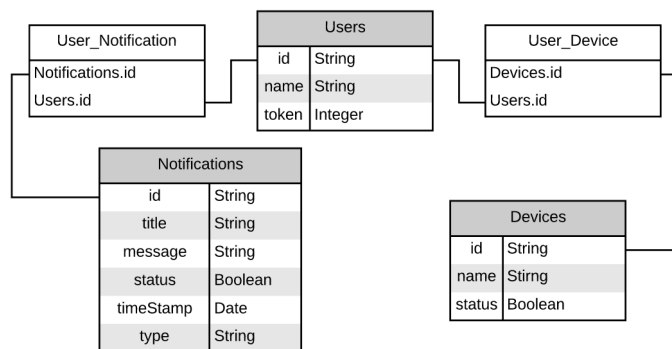 User_Notification
Notifications.id
Users.id
Users
id String
name String
token Integer
User_Device
Devices.id
Users.id
Notifications
id String
title String
message String
status Boolean
timeStamp Date
type String
Devices
id String
name Stirng
status Boolean